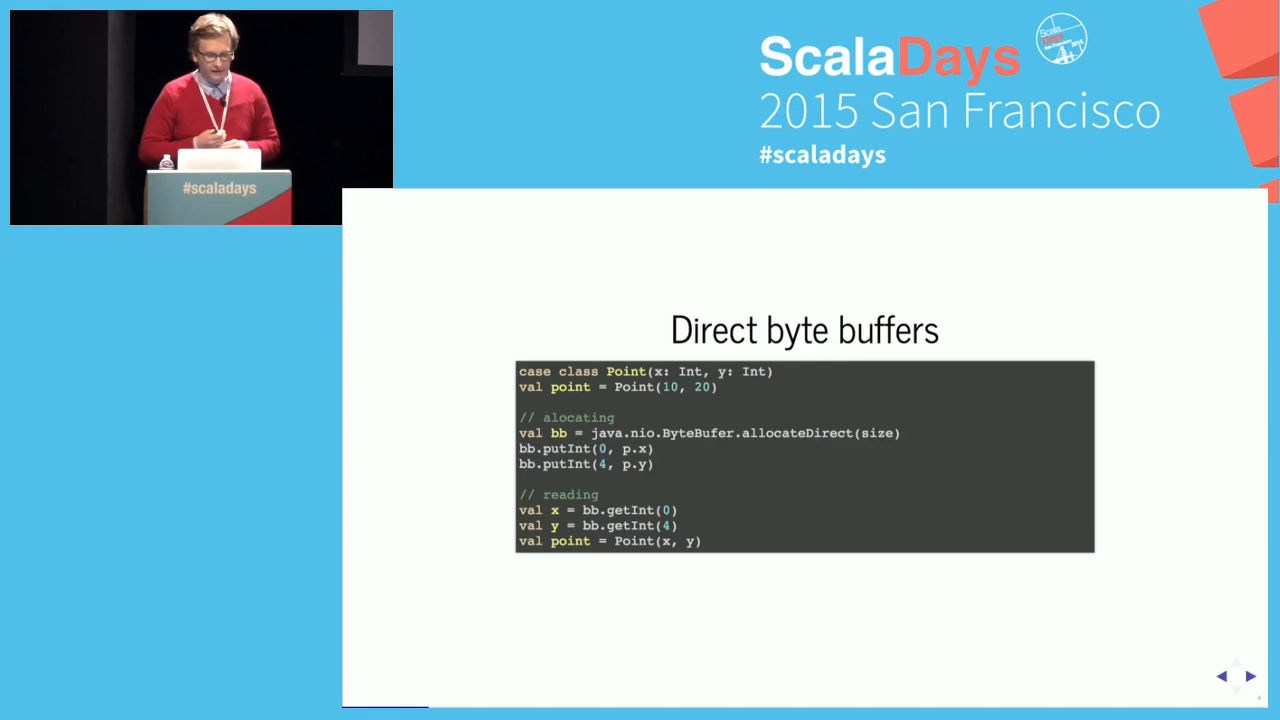 ScalaDays
2015 San Francisco
#scaladays
#scaladays
Direct byte buffers
case class Point(x: Int, y: Int)
val point = Point(10, 20)
// alocating
val bb = java.nio.ByteBufer.allocateDirect(size)
bb.putInt(0, p.x)
bb.putInt(4, p.y)
// reading
val x = bb.getInt(0)
val y = bb.getInt(4)
val point = Point(x, y)